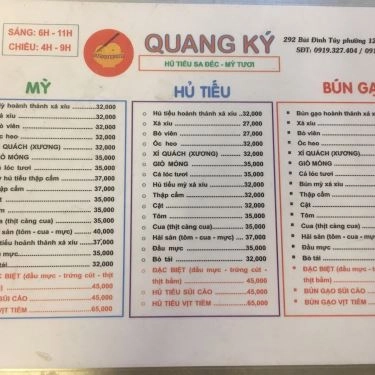 SÁNG: 6H - 11H
CHIỀU: 4H - 9H
QUANG KÝ
HỦ TIẾU SA ĐÉC - MỲ TƯƠI
292 Bùi Đình Túy phường 12
SĐT: 0919.327.404 /
MỲ
hoành thánh xá xíu 32,000
xíu 32,000
viên 32,000
heo 32,000
QUÁCH (XƯƠNG) 32,000
GIÒ MÓNG 35,000
lóc tươi 35,000
hủ tiếu thập cẩm 37,000
thập cẩm 35,000
32,000
35,000
(thịt càng cua) 40,000
tiếu hoành thánh xá xíu 37,000
sản (tôm - cua - mực) 37,000
mực 35,000
tái 32,000
BIỆT (đầu mực - trứng cút - thịt
45,000
SỦI CẢO 45,000
VỊT TIỀM 65,000
HỦ TIẾU
Hủ tiếu hoành thánh xá xíu 27,000
Xá xíu 27,000
Bò viên 27,000
Óc heo 32,000
XÍ QUÁCH (XƯƠNG) 32,000
GIÒ MÓNG 35,000
Cá lóc tươi 35,000
Hủ tiếu mỳ xá xíu 32,000
Thập cẩm 35,000
Cật 32,000
Tôm 35,000
Cua (thịt càng cua) 40,000
Hải sản (tôm - cua - mực) 37,000
Đầu mực 35,000
Bò tái 32,000
ĐẶC BIỆT (đầu mực - trứng cút - thịt bằm) 45,000
HỦ TIẾU SỦI CẢO 45,000
HỦ TIẾU VỊT TIỀM 65,000
BÚN GẠO
Bún gạo hoành thánh xá
Xá xíu
Bò viên
Óc heo
XÍ QUÁCH (XƯƠNG)
GIÒ MÓNG
Cá lóc tươi
Bún mỳ xá xíu
Thập cẩm
Cật
Tôm
Cua (thịt càng cua)
Hải sản (tôm - cua - mực)
Đầu mực
Bò tái
ĐẶC BIỆT (đầu mực - trứng
thịt bằm)
BÚN GẠO SỦI CẢO
BÚN GẠO VỊT TIỀM